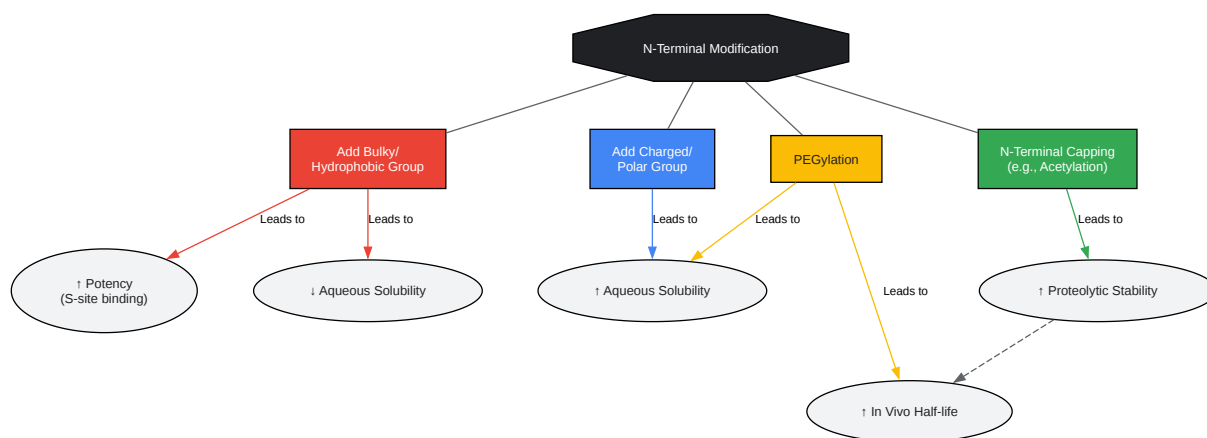 N-Terminal Modification
Add Bulky/
Hydrophobic Group
Add Charged/
Polar Group
PEGylation
N-Terminal Capping
(e.g., Acetylation)
Leads to
Leads to
Leads to
Leads to
Leads to
↑ Potency
(S-site binding)
↓ Aqueous Solubility
↑ Aqueous Solubility
Leads to
↑ Proteolytic Stability
↑ In Vivo Half-life